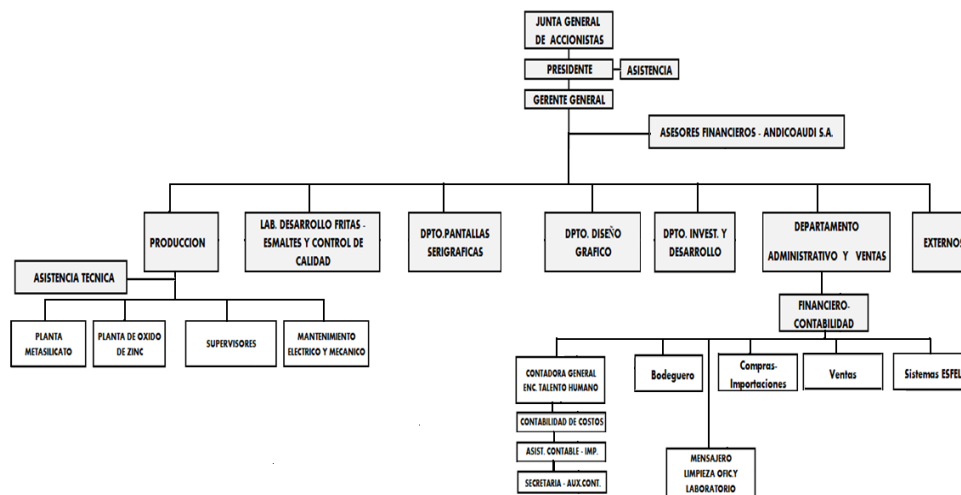 JUNTA GENERAL
DE ACCIONISTAS
PRESIDENTE
ASISTENCIA
GERENTE GENERAL
ASESORES FINANCIEROS - ANDICOAUDI S.A.
PRODUCCION
LAB. DESARROLLO FRITAS -
ESMALTES Y CONTROL DE
CALIDAD
DPTO.PANTALLAS
SERIGRAFICAS
DPTO. DISEÑO
GRAFICO
DPTO. INVEST. Y
DESARROLLO
DEPARTAMENTO
ADMINISTRATIVO Y VENTAS
EXTERNOS
ASISTENCIA TECNICA
PLANTA
METASILICATO
PLANTA DE OXIDO
DE ZINC
SUPERVISORES
MANTENIMIENTO
ELECTRICO Y MECANICO
FINANCIERO-
CONTABILIDAD
CONTADORA GENERAL
ENC. TALENTO HUMANO
Bodeguero
Compras-
Importaciones
Ventas
Sistemas ESFEL
CONTABILIDAD DE COSTOS
ASIST. CONTABLE - IMP.
SECRETARIA - AUX.CONT.
MENSAJERO
LIMPIEZA OFIC.Y
LABORATORIO